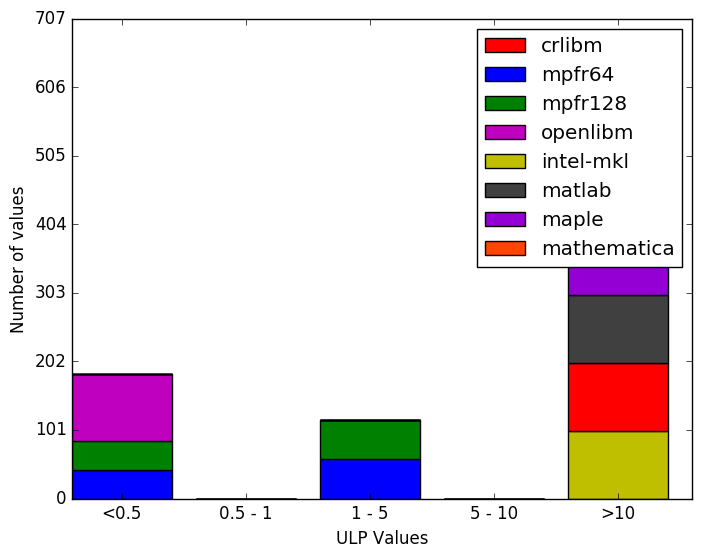 707
606
505
404
303
202
101
0
Number of values
crlibm
mpfr64
mpfr128
openlibm
intel-mkl
matlab
maple
mathematica
<0.5
0.5 - 1
1 - 5
5 - 10
>10
ULP Values